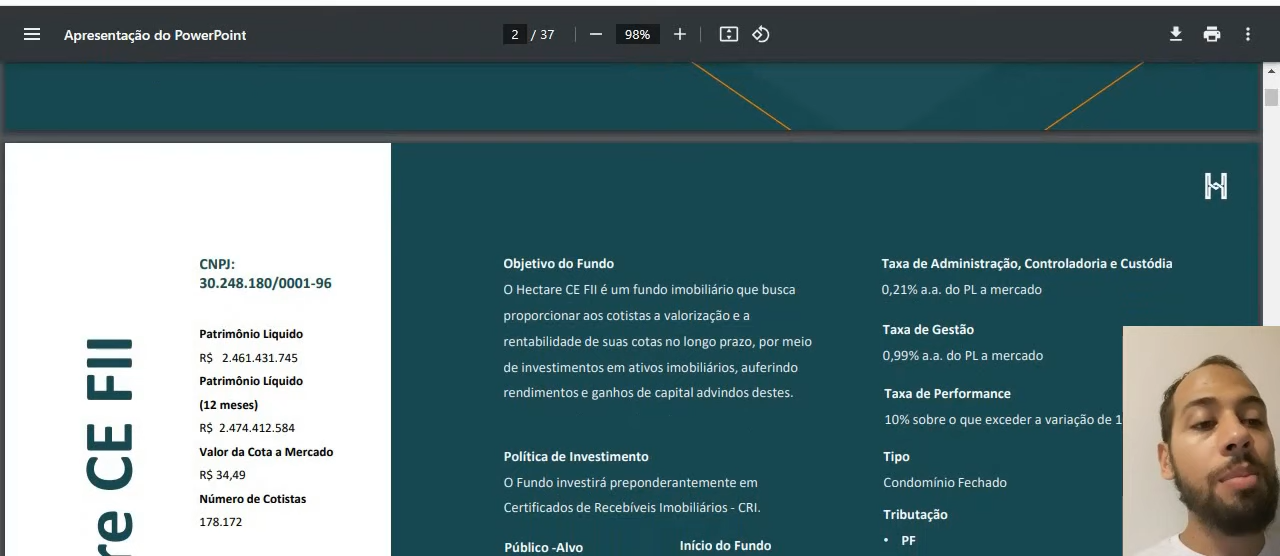 Apresentação do PowerPoint
2 / 37
98%
CNPJ:
30.248.180/0001-96
Patrimônio Liquido
R$ 2.461.431.745
Patrimônio Líquido
(12 meses)
R$ 2.474.412.584
Valor da Cota a Mercado
R$ 34,49
Número de Cotistas
178.172
re CE FII
Objetivo do Fundo
O Hectare CE FII é um fundo imobiliário que busca
proporcionar aos cotistas a valorização e a
rentabilidade de suas cotas no longo prazo, por meio
de investimentos em ativos imobiliários, auferindo
rendimentos e ganhos de capital advindos destes.
Política de Investimento
O Fundo investirá preponderantemente em
Certificados de Recebíveis Imobiliários - CRI.
Público -Alvo
Início do Fundo
Taxa de Administração, Controladoria e Custódia
0,21% a.a. do PL a mercado
Taxa de Gestão
0,99% a.a. do PL a mercado
Taxa de Performance
10% sobre o que exceder a variação de 1
Tipo
Condomínio Fechado
Tributação
• PF